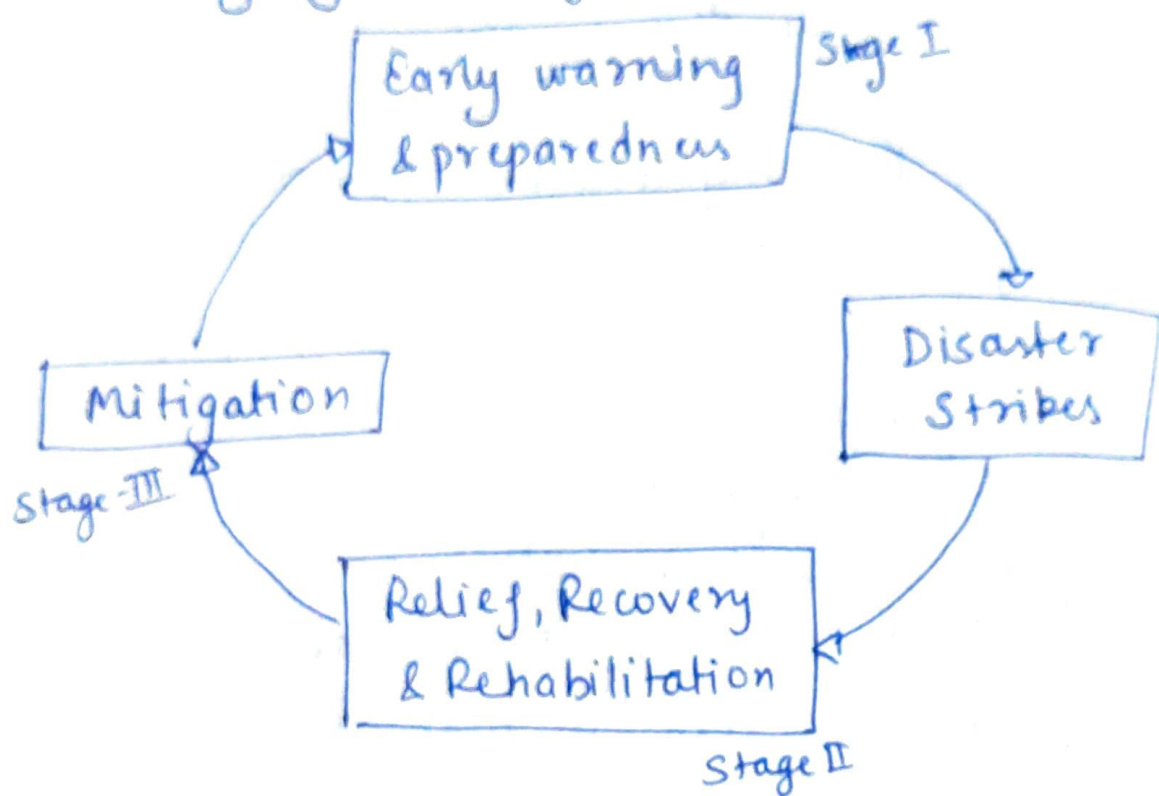 Early warning
& preparedness
Stage I
Disaster
Strikes
Relief, Recovery
& Rehabilitation
Stage II
Mitigation
Stage-III